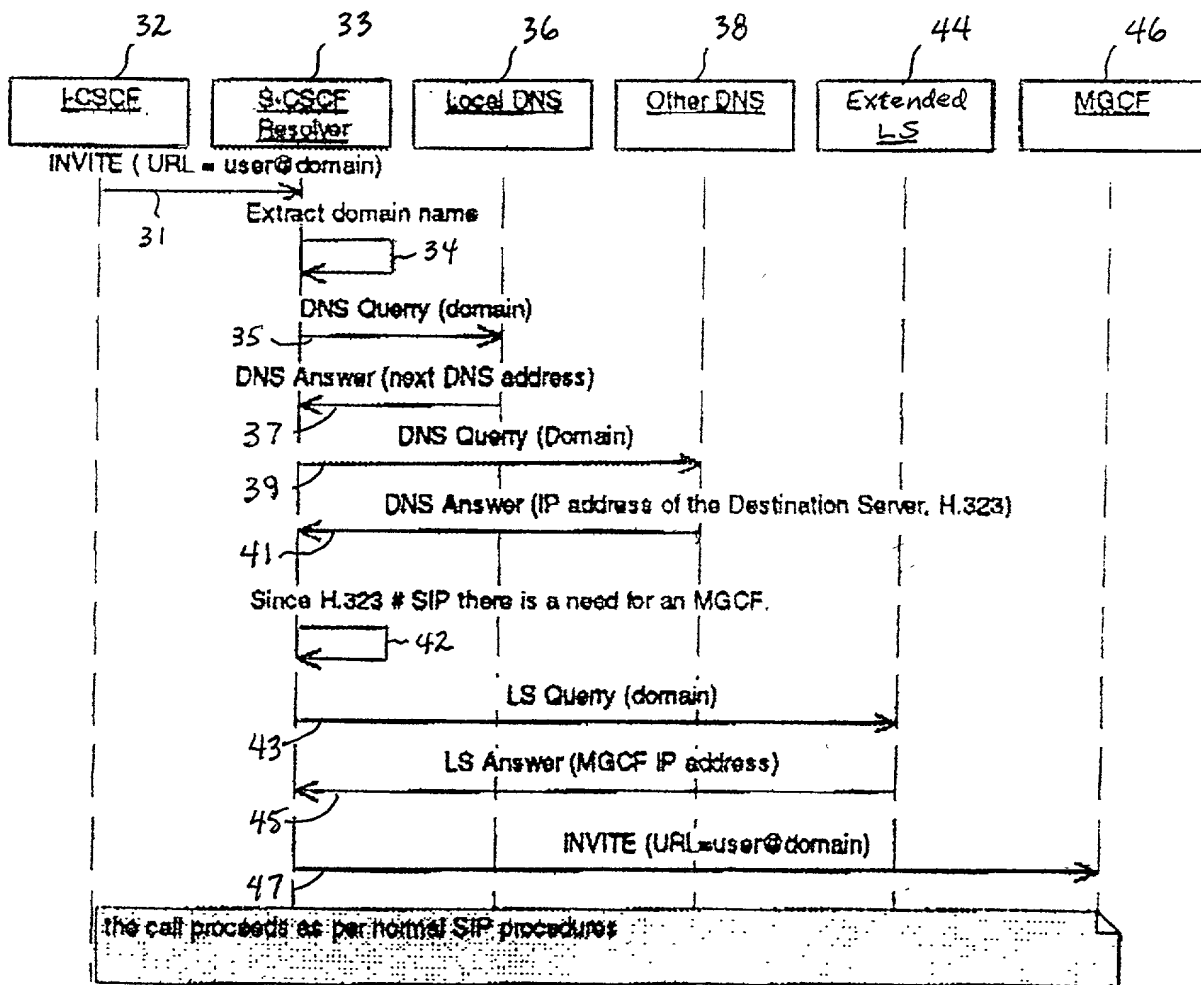 32 33 36 38 44 46
I-CSCF S-CSCF Local DNS Other DNS Extended MGCF
Resolver LS
INVITE ( URL = user@domain)
31
Extract domain name
34
DNS Querry (domain)
35
DNS Answer (next DNS address)
37
DNS Query (Domain)
39
DNS Answer (IP address of the Destination Server, H.323)
41
Since H.323 # SIP there is a need for an MGCF.
42
LS Querry (domain)
43
LS Answer (MGCF IP address)
45
INVITE (URL=user@domain)
47
the call proceeds as per normal SIP procedures